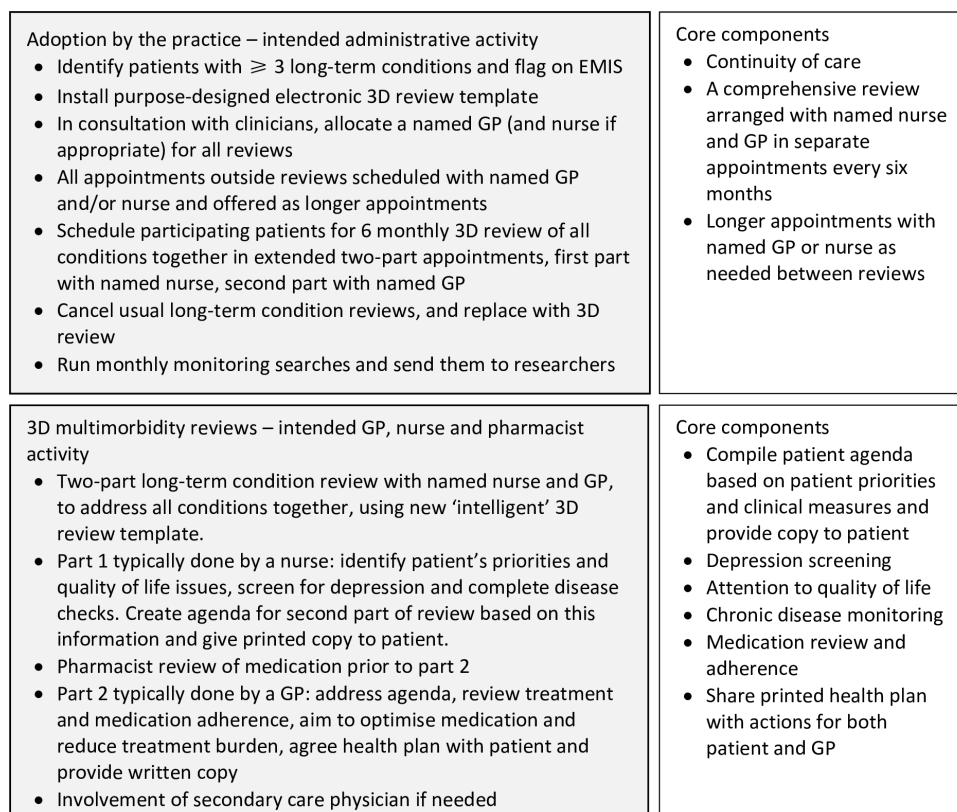 Adoption by the practice – intended administrative activity
• Identify patients with ⩾ 3 long-term conditions and flag on EMIS
• Install purpose-designed electronic 3D review template
• In consultation with clinicians, allocate a named GP (and nurse if
appropriate) for all reviews
• All appointments outside reviews scheduled with named GP
and/or nurse and offered as longer appointments
• Schedule participating patients for 6 monthly 3D review of all
conditions together in extended two-part appointments, first part
with named nurse, second part with named GP
• Cancel usual long-term condition reviews, and replace with 3D
review
• Run monthly monitoring searches and send them to researchers
Core components
• Continuity of care
• A comprehensive review
arranged with named nurse
and GP in separate
appointments every six
months
• Longer appointments with
named GP or nurse as
needed between reviews
3D multimorbidity reviews – intended GP, nurse and pharmacist
activity
• Two-part long-term condition review with named nurse and GP,
to address all conditions together, using new ‘intelligent’ 3D
review template.
• Part 1 typically done by a nurse: identify patient’s priorities and
quality of life issues, screen for depression and complete disease
checks. Create agenda for second part of review based on this
information and give printed copy to patient.
• Pharmacist review of medication prior to part 2
• Part 2 typically done by a GP: address agenda, review treatment
and medication adherence, aim to optimise medication and
reduce treatment burden, agree health plan with patient and
provide written copy
• Involvement of secondary care physician if needed
Core components
• Compile patient agenda
based on patient priorities
and clinical measures and
provide copy to patient
• Depression screening
• Attention to quality of life
• Chronic disease monitoring
• Medication review and
adherence
• Share printed health plan
with actions for both
patient and GP